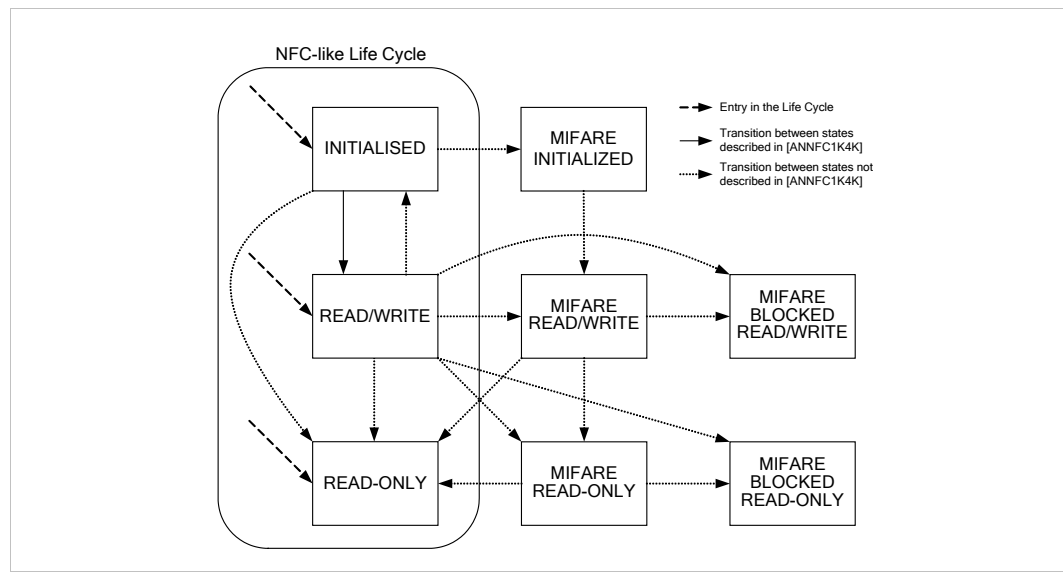 NFC-like Life Cycle
INITIALISED
MIFARE
INITIALIZED
Entry in the Life Cycle
Transition between states
described in [ANNFC1K4K]
Transition between states not
described in [ANNFC1K4K]
READ/WRITE
MIFARE
READ/WRITE
MIFARE
BLOCKED
READ/WRITE
READ-ONLY
MIFARE
READ-ONLY
MIFARE
BLOCKED
READ-ONLY